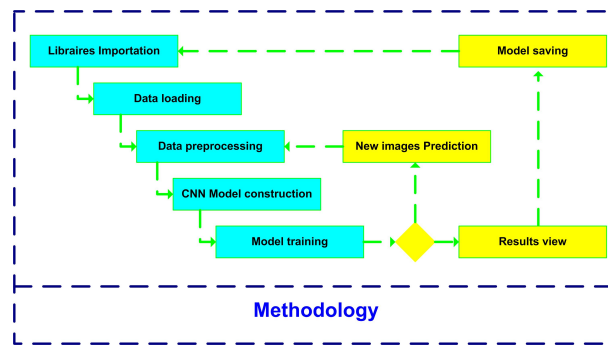 Libraires Importation
Model saving
Data loading
Data preprocessing
New images Prediction
CNN Model construction
Model training
Results view
Methodology